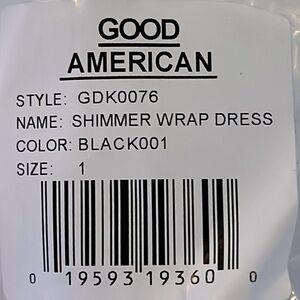 GOOD
AMERICAN
STYLE: GDK0076
NAME: SHIMMER WRAP DRESS
COLOR: BLACK001
SIZE: 1
0 19593 19360 0